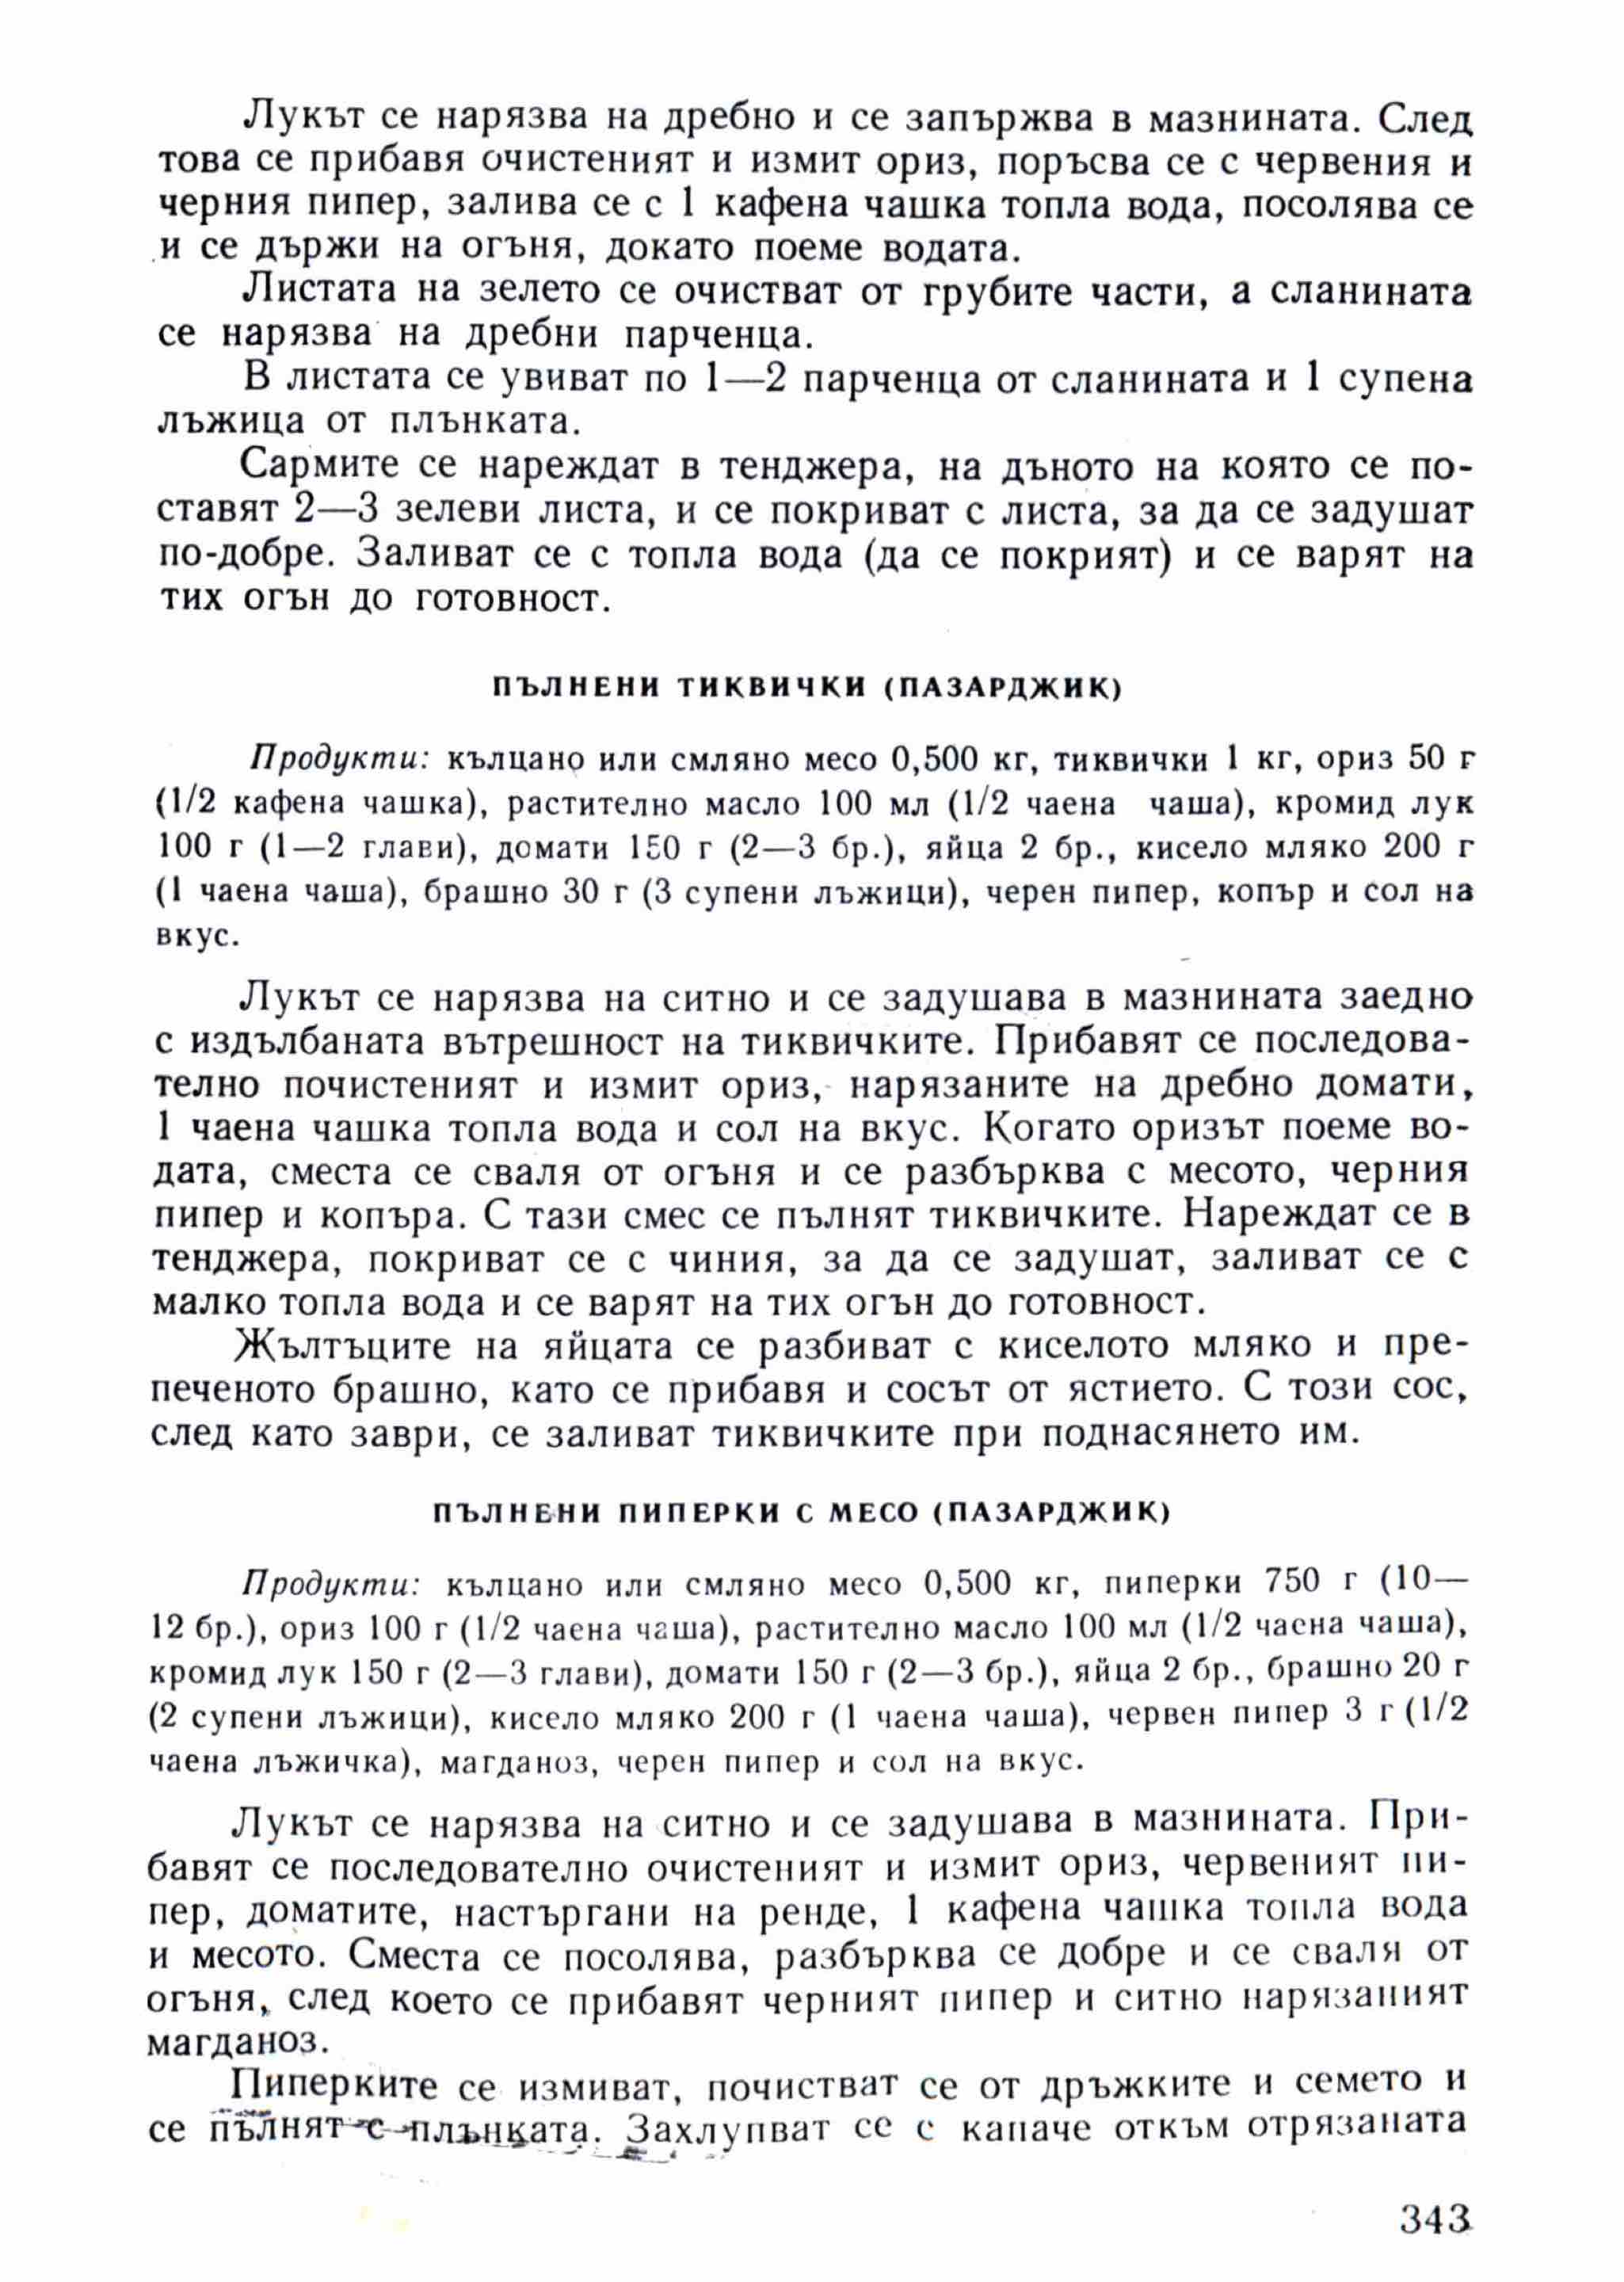 Лукът се нарязва на дребно и се запържва в мазнината. След
това се прибавя очистеният и измит ориз, поръсва се с червения и
черния пипер, залива се с 1 кафена чашка топла вода, посолява се
и се държи на огъня, докато поеме водата.
Листата на зелето се очистват от грубите части, а сланината
се нарязва на дребни парченца.
В листата се увиват по 1—2 парченца от сланината и 1 супена
лъжица от плънката.
Сармите се нареждат в тенджера, на дъното на която се по-
ставят 2—3 зелеви листа, и се покриват с листа, за да се задушат
по-добре. Заливат се с топла вода (да се покрият) и се варят на
тих огън до готовност.
ПЪЛНЕНИ ТИКВИЧКИ (ПАЗАРДЖИК)
Продукти: кълцано или смляно месо 0,500 кг, тиквички 1 кг, ориз 50 г
(1/2 кафена чашка), растително масло 100 мл (1/2 чаена чаша), кромид лук
100 г (1—2 глави), домати 150 г (2—3 бр.), яйца 2 бр., кисело мляко 200 г
(1 чаена чаша), брашно 30 г (3 супени лъжици), черен пипер, копър и сол на
вкус.
Лукът се нарязва на ситно и се задушава в мазнината заедно
с издълбаната вътрешност на тиквичките. Прибавят се последова-
телно почистеният и измит ориз, нарязаните на дребно домати,
1 чаена чашка топла вода и сол на вкус. Когато оризът поеме во-
дата, сместа се сваля от огъня и се разбърква с месото, черния
пипер и копъра. С тази смес се пълнят тиквичките. Нареждат се в
тенджера, покриват се с чиния, за да се задушат, заливат се с
малко топла вода и се варят на тих огън до готовност.
Жълтъците на яйцата се разбиват с киселото мляко и пре-
печеното брашно, като се прибавя и сосът от ястието. С този сос,
след като заври, се заливат тиквичките при поднасянето им.
ПЪЛНЕНИ ПИПЕРКИ С МЕСО (ПАЗАРДЖИК)
Продукти: кълцано или смляно месо 0,500 кг, пиперки 750 г (10—
12 бр.), ориз 100 г (1/2 чаена чаша), растително масло 100 мл (1/2 чаена чаша),
кромид лук 150 г (2—3 глави), домати 150 г (2—3 бр.), яйца 2 бр., брашно 20 г
(2 супени лъжици), кисело мляко 200 г (1 чаена чаша), червен пипер 3 г (1/2
чаена лъжичка), магданоз, черен пипер и сол на вкус.
Лукът се нарязва на ситно и се задушава в мазнината. При-
бавят се последователно очистеният и измит ориз, червеният пи-
пер, доматите, настъргани на ренде, 1 кафена чашка топла вода
и месото. Сместа се посолява, разбърква се добре и се сваля от
огъня, след което се прибавят черният пипер и ситно нарязаният
магданоз.
Пиперките се измиват, почистват се от дръжките и семето и
се пълнят с плънката. Захлупват се с капаче откъм отрязаната
343